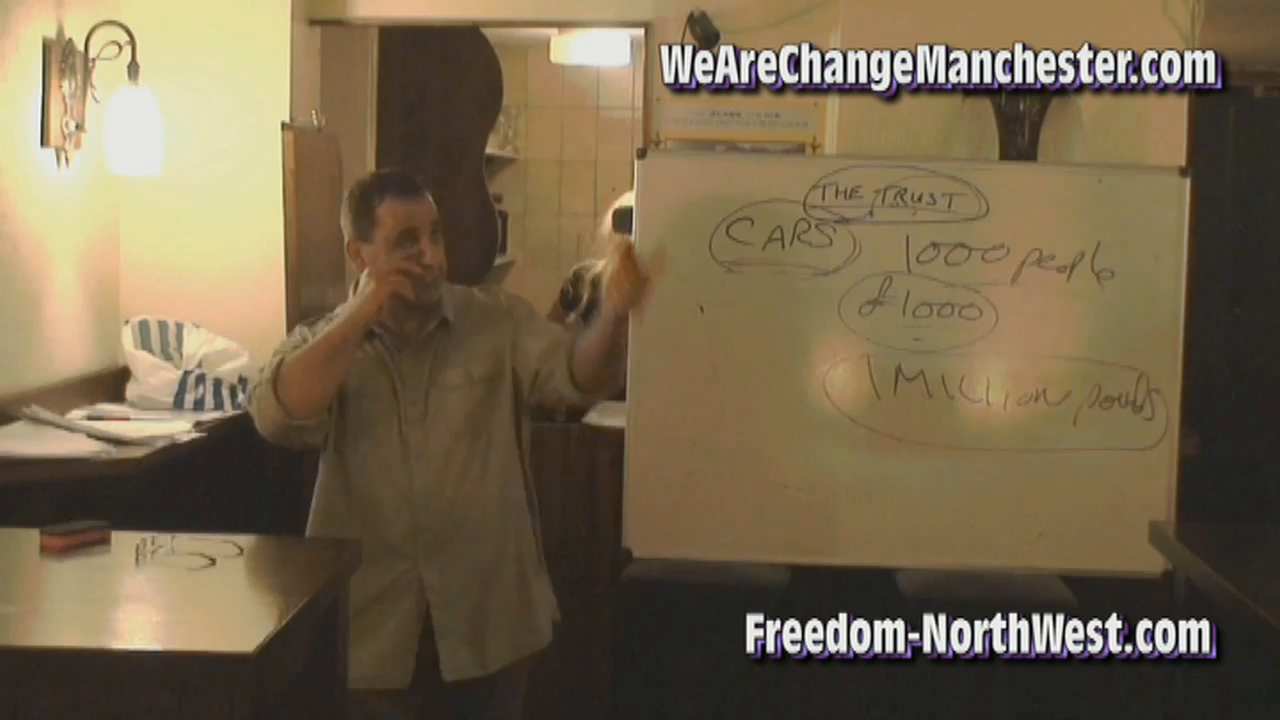 WeAreChangeManchester.com
THE TRUST
CARS
1000 people
£1000
1 MILLION pounds
Freedom-NorthWest.com